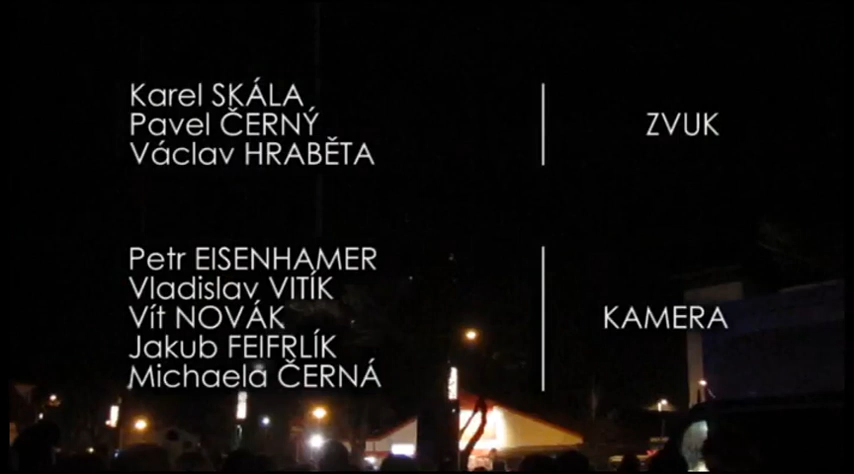 Karel SKÁLA
Pavel ČERNÝ
Václav HRABĚTA
ZVUK
Petr EISENHAMER
Vladislav VITÍK
Vít NOVÁK
Jakub FEIFRLÍK
Michaela ČERNÁ
KAMERA